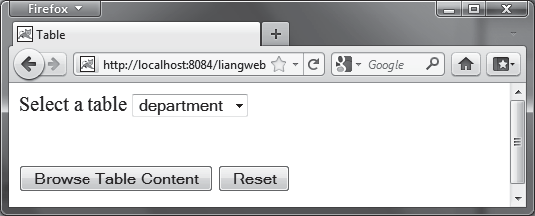 Firefox
Table
http://localhost:8084/liangweb
Google
Select a table department
Browse Table Content Reset